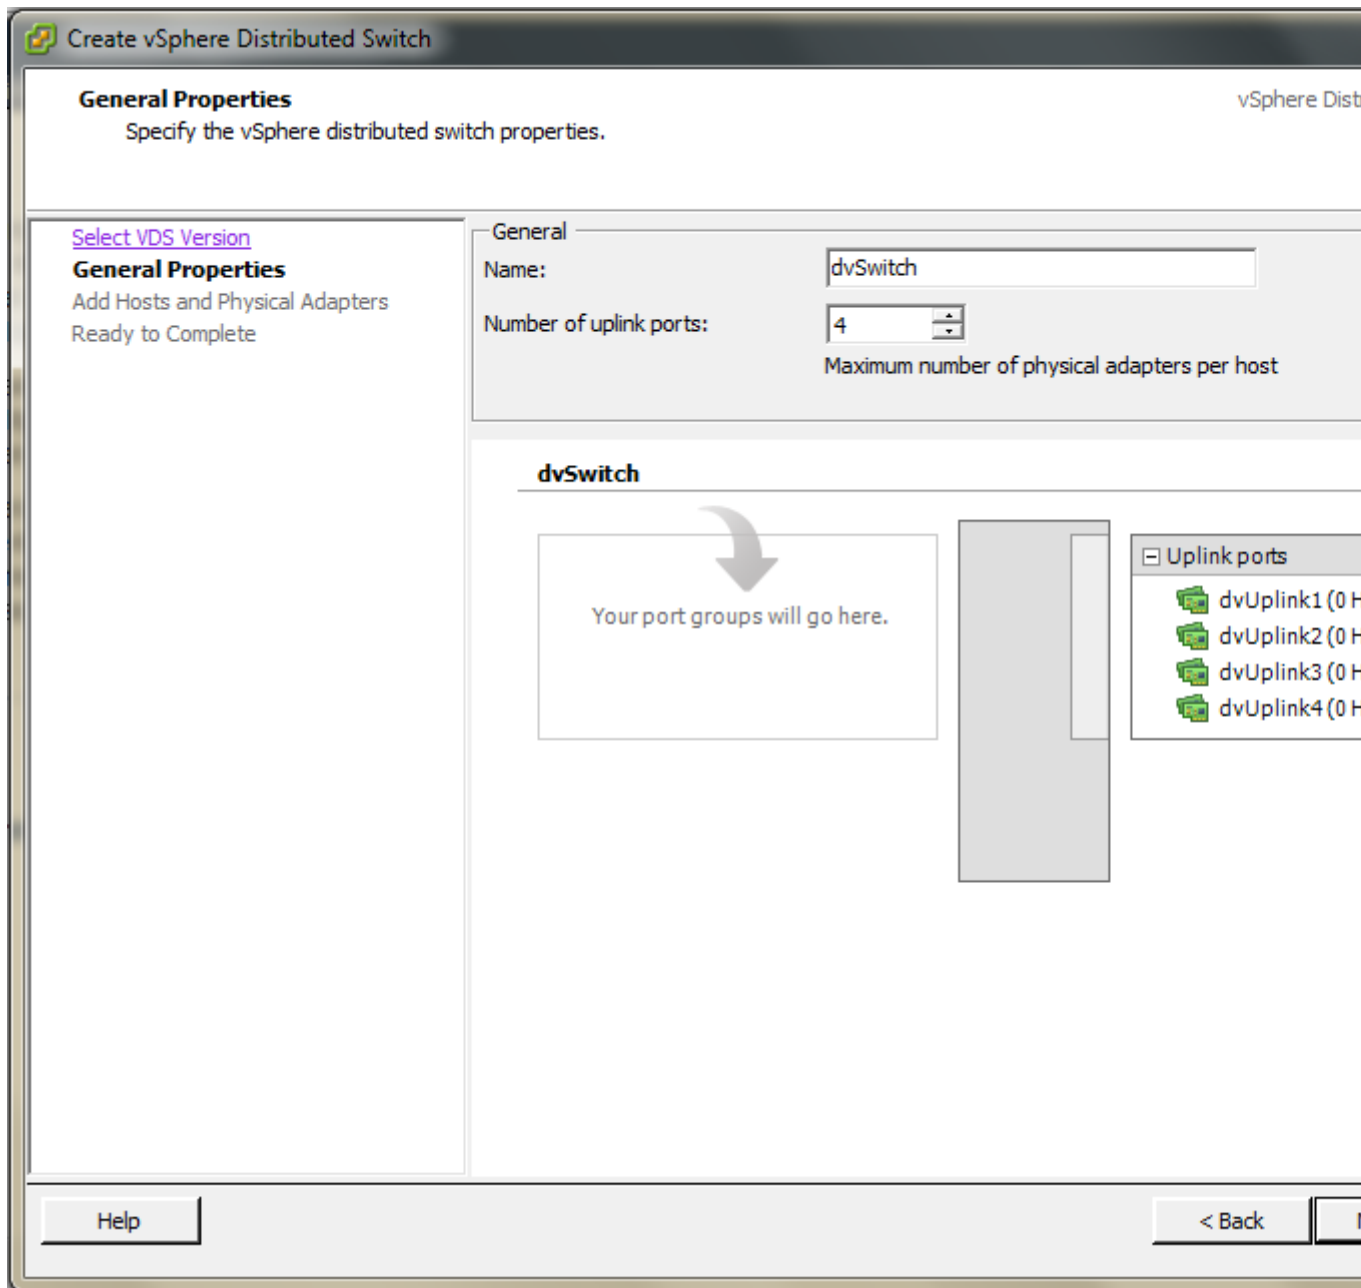 Create vSphere Distributed Switch
General Properties
vSphere
Specify the vSphere distributed switch properties.
Select VDS Version
General Properties
Add Hosts and Physical Adapters
Ready to Complete
General
Name:
dvSwitch
Number of uplink ports:
4
Maximum number of physical adapters per host
dvSwitch
Your port groups will go here.
Uplink ports
dvUplink1 (0
dvUplink2 (0
dvUplink3 (0
dvUplink4 (0
Help
< Back